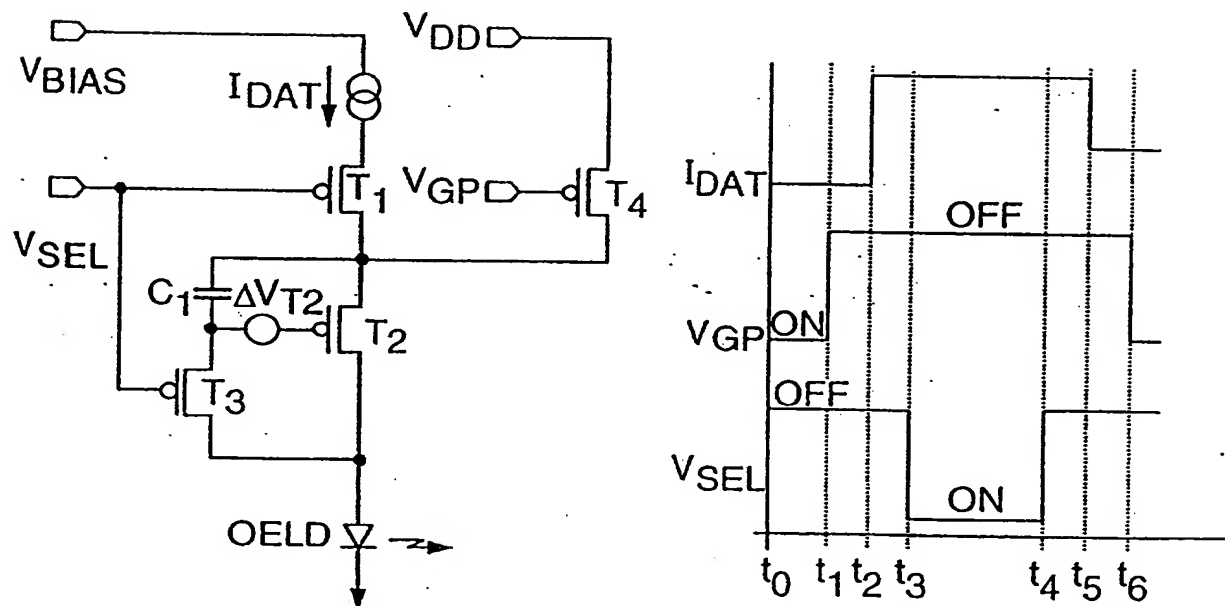 VBIAS
IDAT
VDD
VSEL
T1
VGP
T4
C1
ΔVT2
T2
T3
OELD
IDAT
OFF
VGP
ON
OFF
VSEL
ON
t0 t1 t2 t3 t4 t5 t6